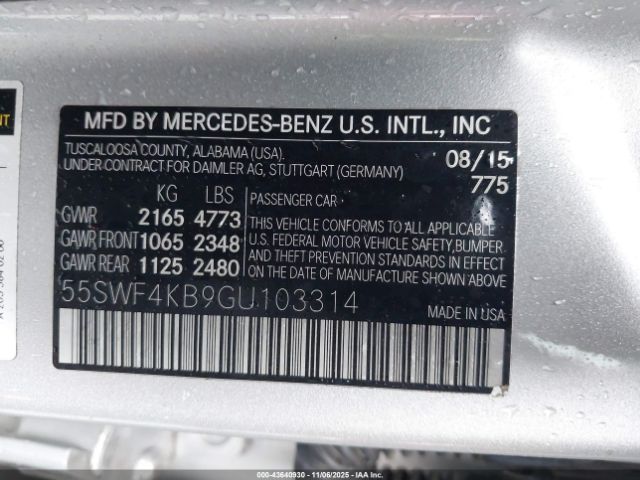 MFD BY MERCEDES-BENZ U.S. INTL., INC
TUSCALOOSA COUNTY, ALABAMA (USA).
UNDER CONTRACT FOR DAIMLER AG, STUTTGART (GERMANY)
08/15
775
KG LBS
GVWR 2165 4773
GAWR FRONT 1065 2348
GAWR REAR 1125 2480
PASSENGER CAR
THIS VEHICLE CONFORMS TO ALL APPLICABLE
U.S. FEDERAL MOTOR VEHICLE SAFETY, BUMPER
AND THEFT PREVENTION STANDARDS IN EFFECT
ON THE DATE OF MANUFACTURE SHOWN ABOVE.
55SWF4KB9GU103314
MADE IN USA
000-43640930 - 11/06/2025 - IAAI.COM